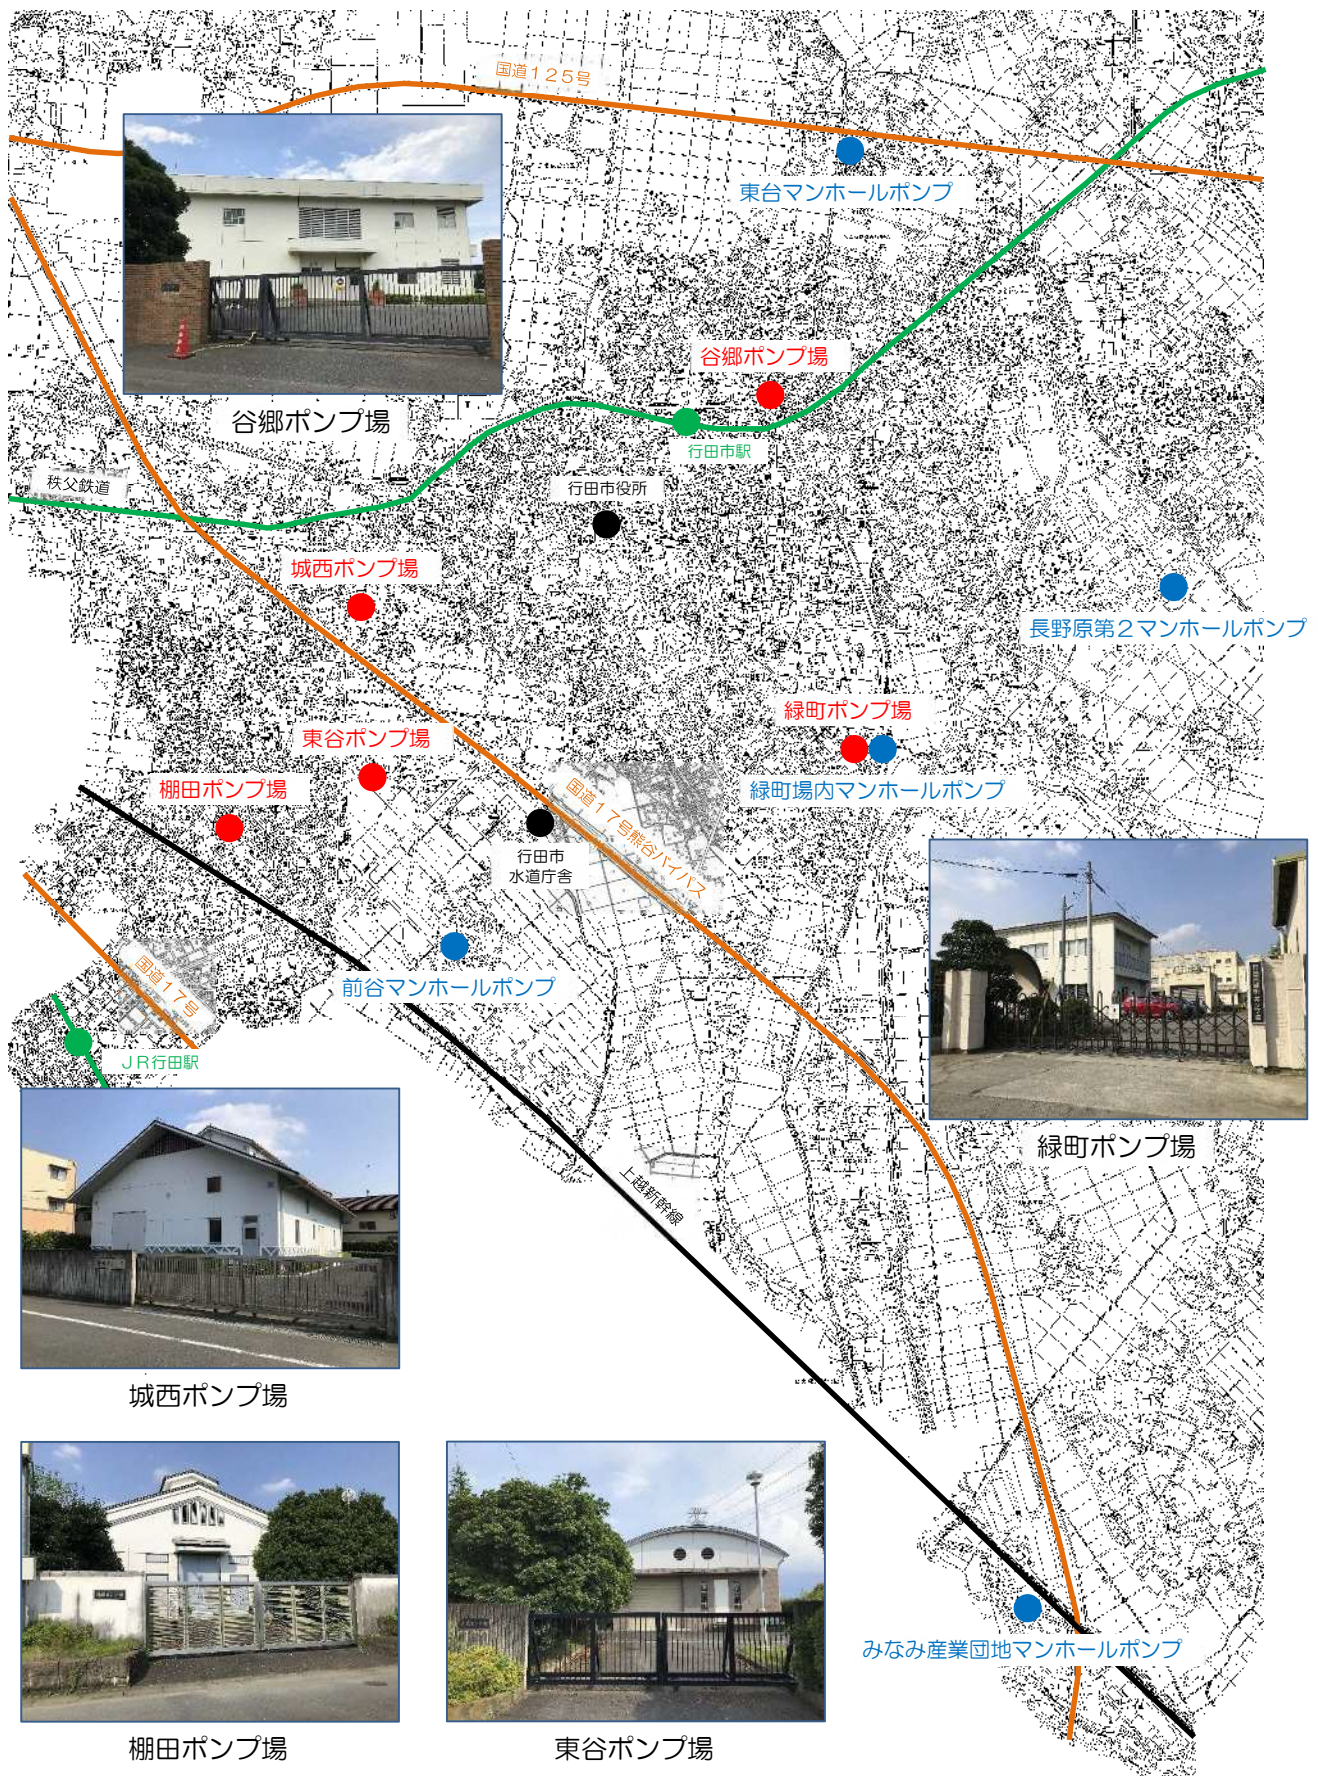 国道１２５号
東台マンホールポンプ
谷郷ポンプ場
谷郷ポンプ場
行田市駅
秩父鉄道
行田市役所
城西ポンプ場
長野原第２マンホールポンプ
緑町ポンプ場
東谷ポンプ場
棚田ポンプ場
緑町場内マンホールポンプ
国道１７号熊谷バイパス
行田市
水道庁舎
前谷マンホールポンプ
国道１７号
ＪＲ行田駅
緑町ポンプ場
上越新幹線
城西ポンプ場
みなみ産業団地マンホールポンプ
棚田ポンプ場
東谷ポンプ場